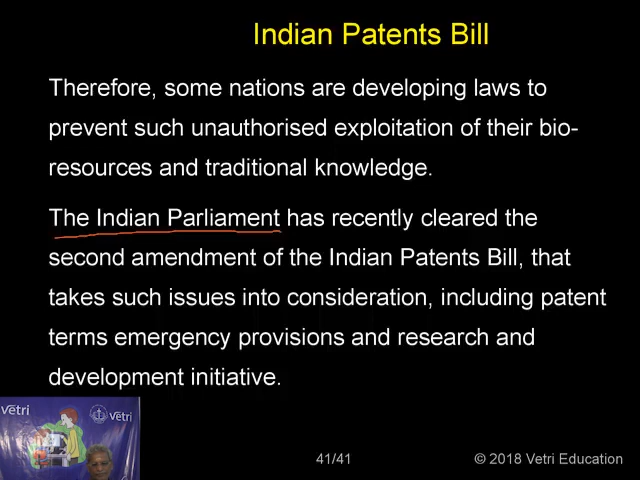 Indian Patents Bill
Therefore, some nations are developing laws to
prevent such unauthorised exploitation of their bio-
resources and traditional knowledge.
The Indian Parliament has recently cleared the
second amendment of the Indian Patents Bill, that
takes such issues into consideration, including patent
terms emergency provisions and research and
development initiative.
Vetri
Vetri
41/41
© 2018 Vetri Education